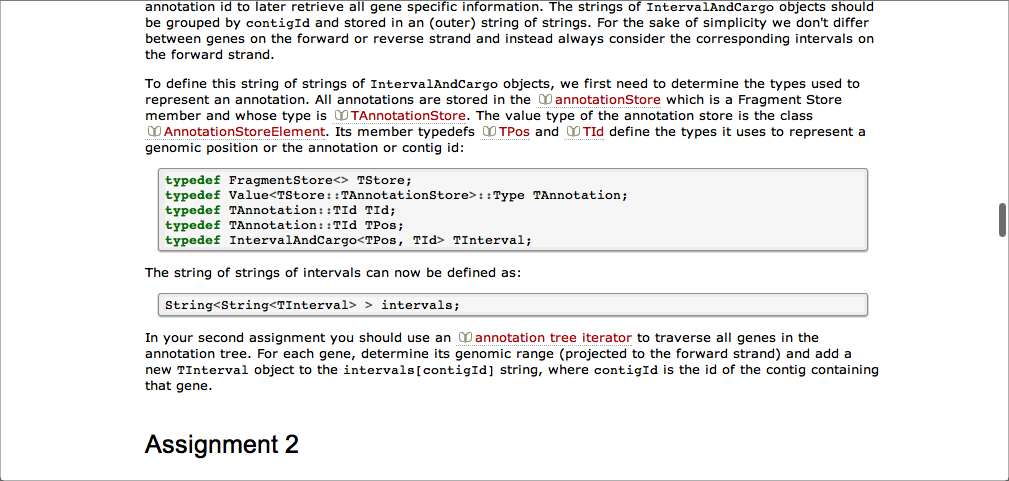 annotation id to later retrieve all gene specific information. The strings of IntervalAndCargo objects should
be grouped by contigId and stored in an (outer) string of strings. For the sake of simplicity we don't differ
between genes on the forward or reverse strand and instead always consider the corresponding intervals on
the forward strand.
To define this string of strings of IntervalAndCargo objects, we first need to determine the types used to
represent an annotation. All annotations are stored in the annotationStore which is a Fragment Store
member and whose type is TAnnotationStore. The value type of the annotation store is the class
AnnotationStoreElement. Its member typedefs TPos and TId define the types it uses to represent a
genomic position or the annotation or contig id:
typedef FragmentStore<> TStore;
typedef Value<TStore::TAnnotationStore>::Type TAnnotation;
typedef TAnnotation::TId TId;
typedef TAnnotation::TId TPos;
typedef IntervalAndCargo<TPos, TId> TInterval;
The string of strings of intervals can now be defined as:
String<String<TInterval> > intervals;
In your second assignment you should use an annotation tree iterator to traverse all genes in the
annotation tree. For each gene, determine its genomic range (projected to the forward strand) and add a
new TInterval object to the intervals[contigId] string, where contigId is the id of the contig containing
that gene.
Assignment 2